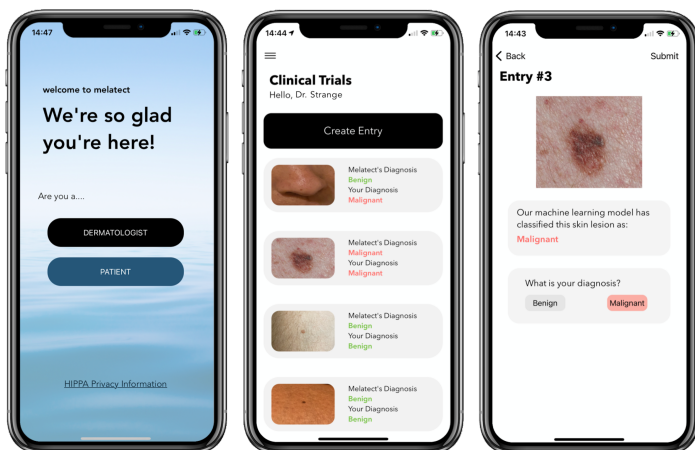 14:47
welcome to melatect
We're so glad
you're here!
Are you a....
DERMATOLOGIST
PATIENT
HIPPA Privacy Information
14:44
Clinical Trials
Hello, Dr. Strange
Create Entry
Melatect's Diagnosis
Benign
Your Diagnosis
Malignant
Melatect's Diagnosis
Malignant
Your Diagnosis
Malignant
Melatect's Diagnosis
Benign
Your Diagnosis
Benign
Melatect's Diagnosis
Benign
Your Diagnosis
Benign
14:43
Back
Submit
Entry #3
Our machine learning model has
classified this skin lesion as:
Malignant
What is your diagnosis?
Benign
Malignant